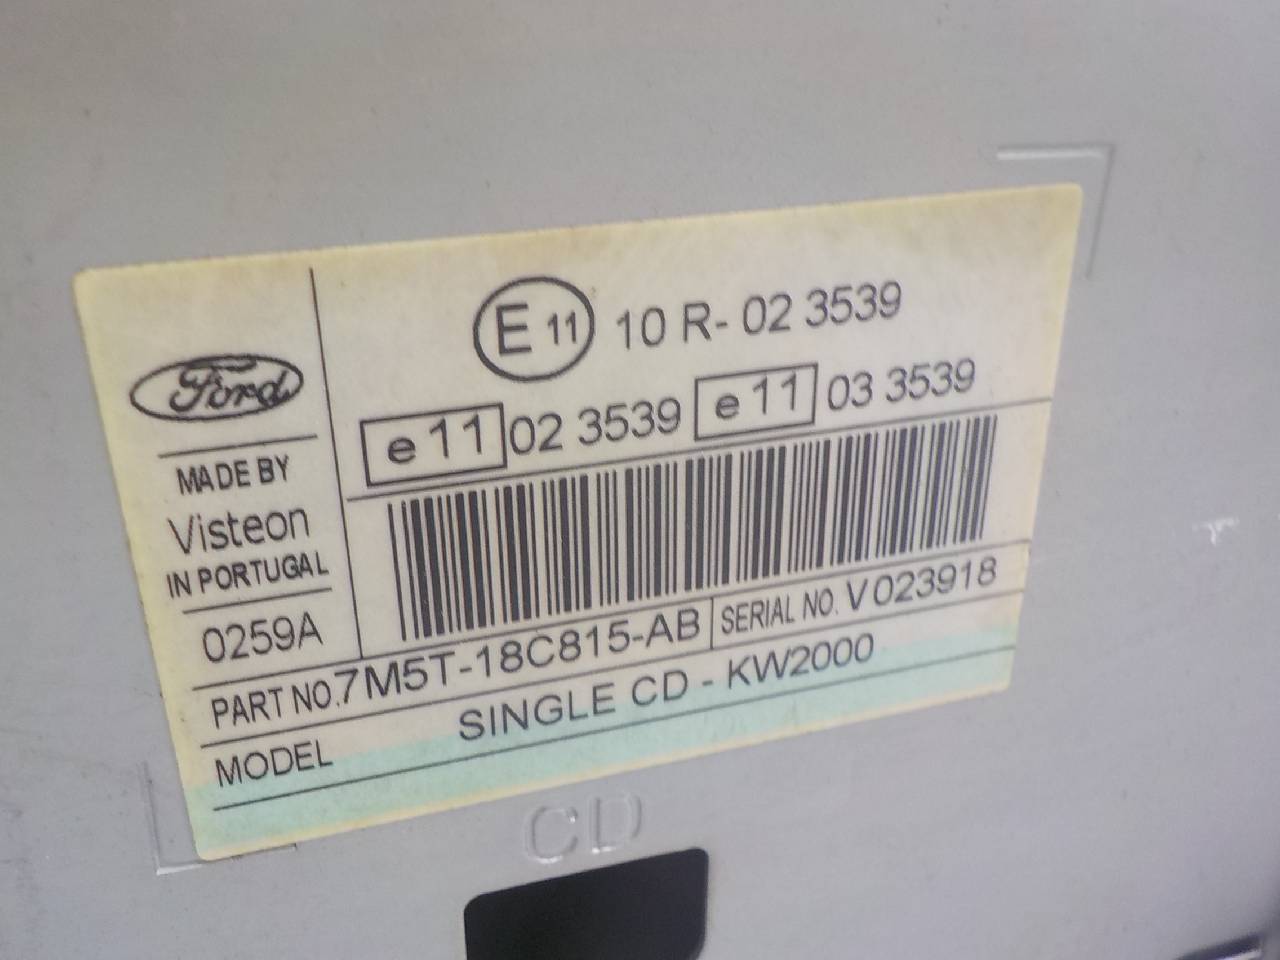 E 11 10 R- 02 3539
e 11 02 3539 e 11 03 3539
Ford
MADE BY
Visteon
IN PORTUGAL
0259A
PART NO. 7M5T-18C815-AB SERIAL NO. V023918
MODEL SINGLE CD - KW2000
CD